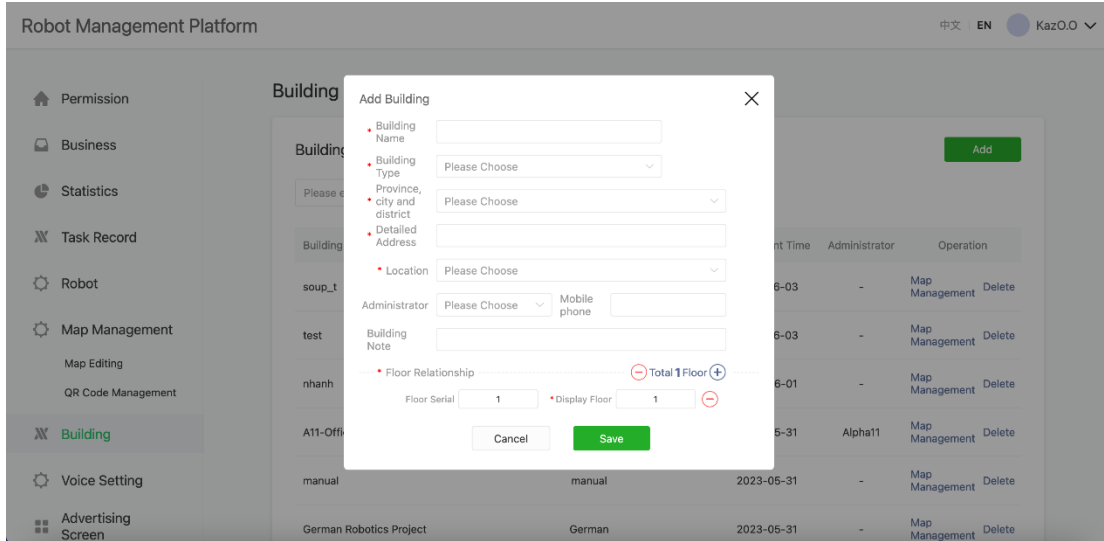 Robot Management Platform
中文 EN KazO.O
Permission
Business
Statistics
Task Record
Robot
Map Management
Map Editing
QR Code Management
Building
Voice Setting
Advertising
Screen
Building
Building
Add
Please e
Building nt Time Administrator Operation
soup_t 6-03 - Map Management Delete
test 6-03 - Map Management Delete
nhanh 6-01 - Map Management Delete
A11-Offi 5-31 Alpha11 Map Management Delete
manual manual 2023-05-31 - Map Management Delete
German Robotics Project German 2023-05-31 - Map Management Delete
Add Building
* Building Name
* Building Type Please Choose
* Province, city and district Please Choose
* Detailed Address
* Location Please Choose
Administrator Please Choose Mobile phone
Building Note
* Floor Relationship Total 1 Floor
Floor Serial 1 * Display Floor 1
Cancel Save